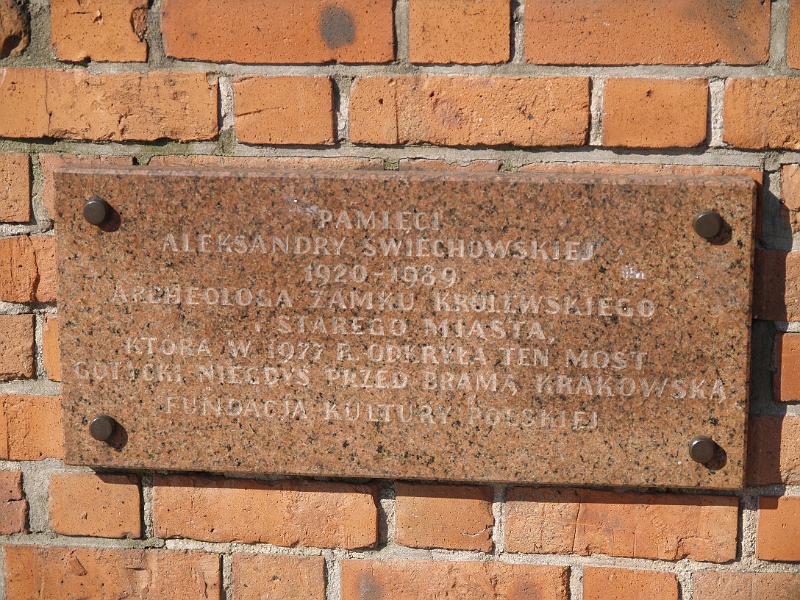 PAMIĘCI
ALEKSANDRY ŚWIECHOWSKIEJ
1920-1989
ARCHEOLOGA ZAMKU KRÓLEWSKIEGO
I STAREGO MIASTA,
KTÓRA W 1977 R. ODKRYŁA TEN MOST
GOTYCKI NIEGDYŚ PRZED BRAMĄ KRAKOWSKĄ
FUNDACJA KULTURY POLSKIEJ